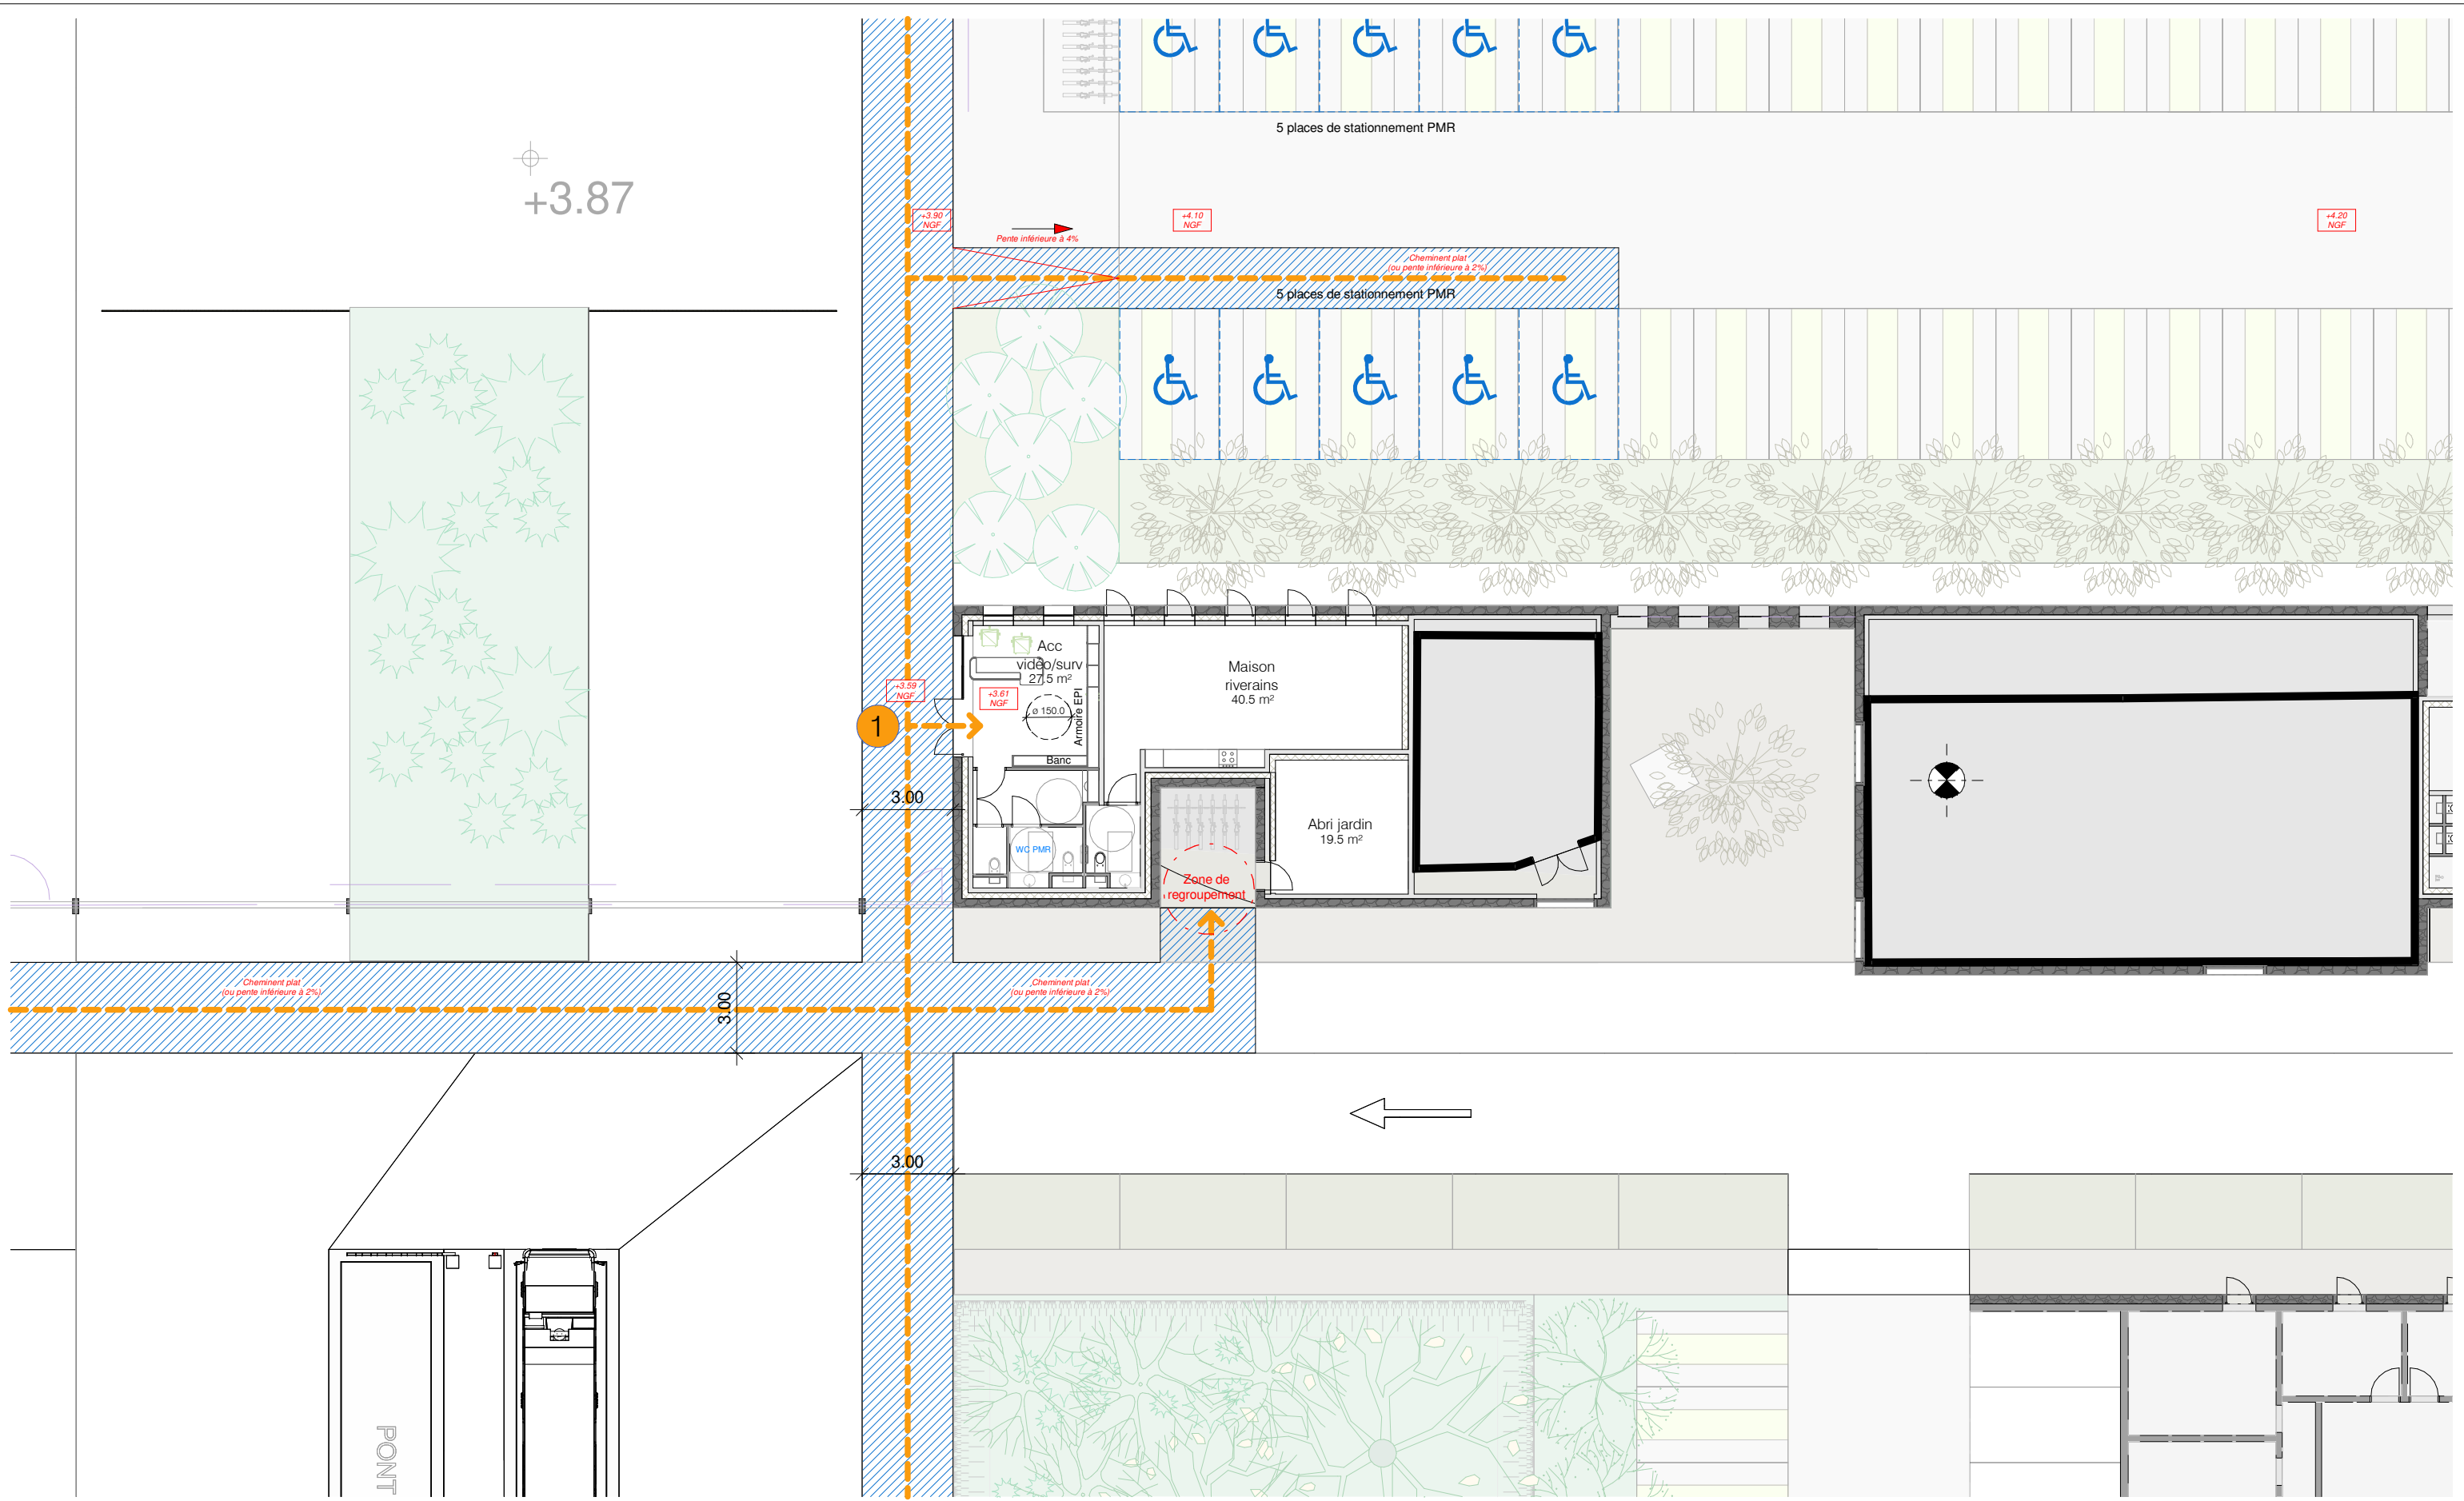 5 places de stationnement PMR
+3.87
+3.90
NGF
Pente inférieure à 4%
+4.10
NGF
+4.20
NGF
Cheminent plat
(ou pente inférieure à 2%)
5 places de stationnement PMR
Acc
vidéo/surv
27.5 m²
Maison
riverains
40.5 m²
+3.59
NGF
+3.61
NGF
ø 150.0
Armoire EPI
1
Banc
3.00
WC PMR
Abri jardin
19.5 m²
Zone de
regroupement
Cheminent plat
(ou pente inférieure à 2%)
3.00
Cheminent plat
(ou pente inférieure à 2%)
3.00
PONT